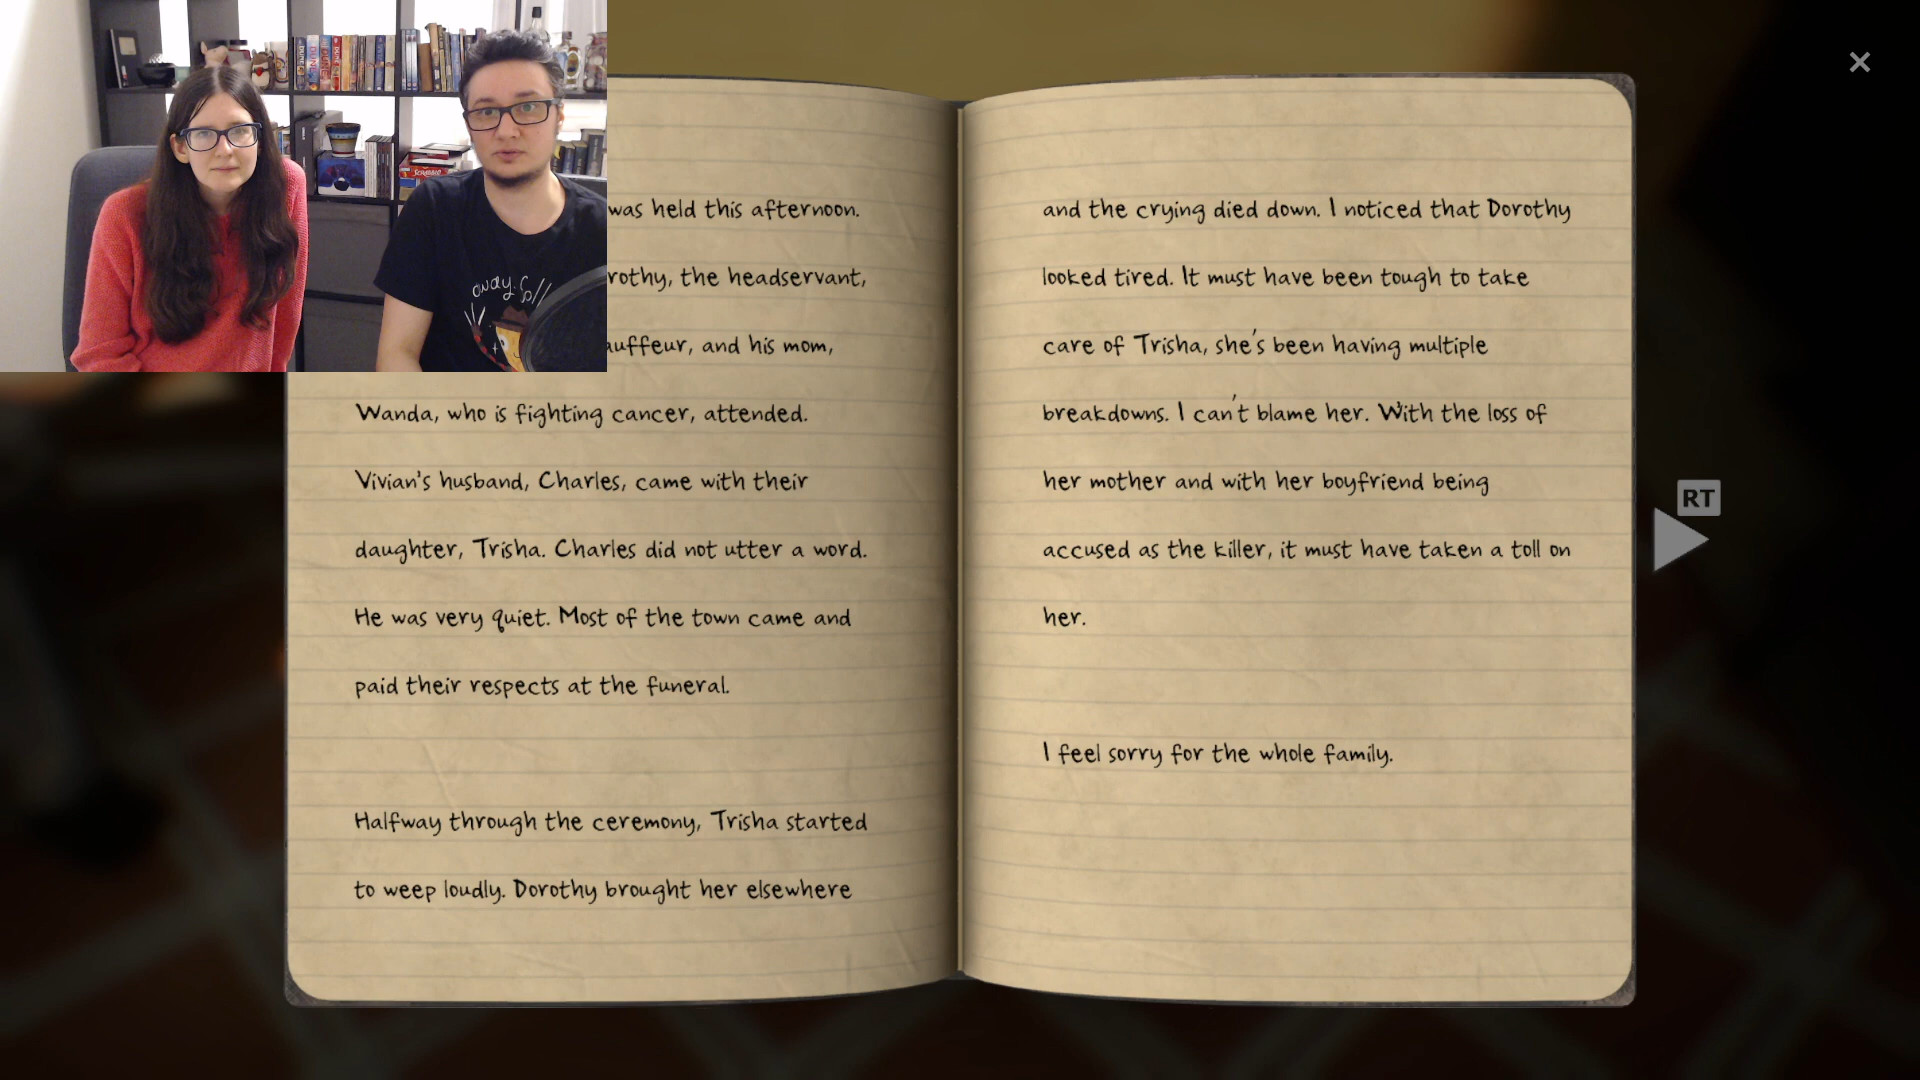 was held this afternoon.
the headservant,
and his mom,
Wanda, who is fighting cancer, attended.
Vivian's husband, Charles, came with their
daughter, Trisha. Charles did not utter a word.
He was very quiet. Most of the town came and
paid their respects at the funeral.
Halfway through the ceremony, Trisha started
to weep loudly. Dorothy brought her elsewhere
and the crying died down. I noticed that Dorothy
looked tired. It must have been tough to take
care of Trisha, she's been having multiple
breakdowns. I can't blame her. With the loss of
her mother and with her boyfriend being
accused as the killer, it must have taken a toll on
her.
I feel sorry for the whole family.
RT
SCRABBLE
away